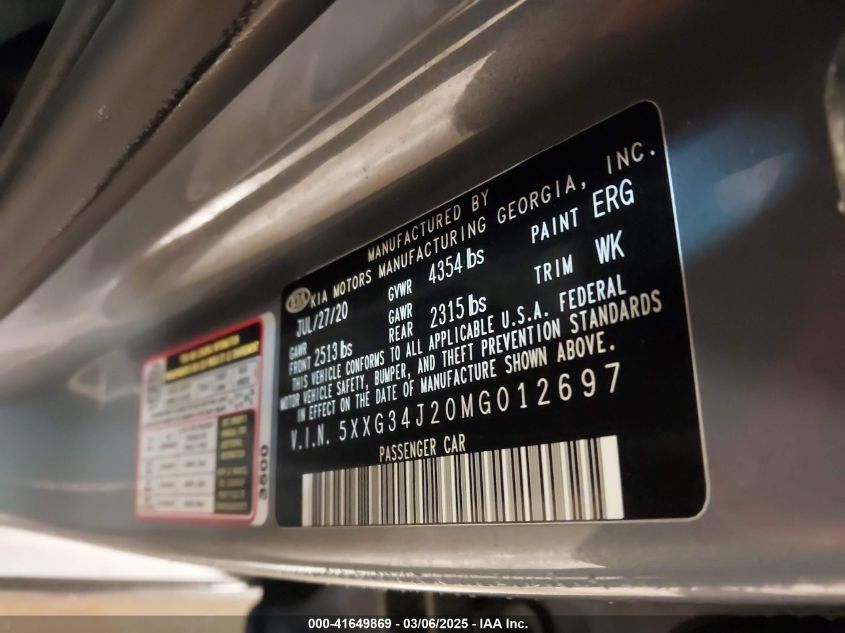 MANUFACTURED BY
KIA KIA MOTORS MANUFACTURING GEORGIA, INC.
JUL/27/20 GVWR 4354 lbs PAINT ERG
GAWR FRONT 2513 lbs GAWR REAR 2315 lbs TRIM WK
THIS VEHICLE CONFORMS TO ALL APPLICABLE U.S.A. FEDERAL
MOTOR VEHICLE SAFETY, BUMPER, AND THEFT PREVENTION STANDARDS
IN EFFECT ON THE DATE OF MANUFACTURE SHOWN ABOVE.
V.I.N. 5XXG34J20MG012697
PASSENGER CAR
3500
000-41649869 / 03/06/2025 - IAA Inc.